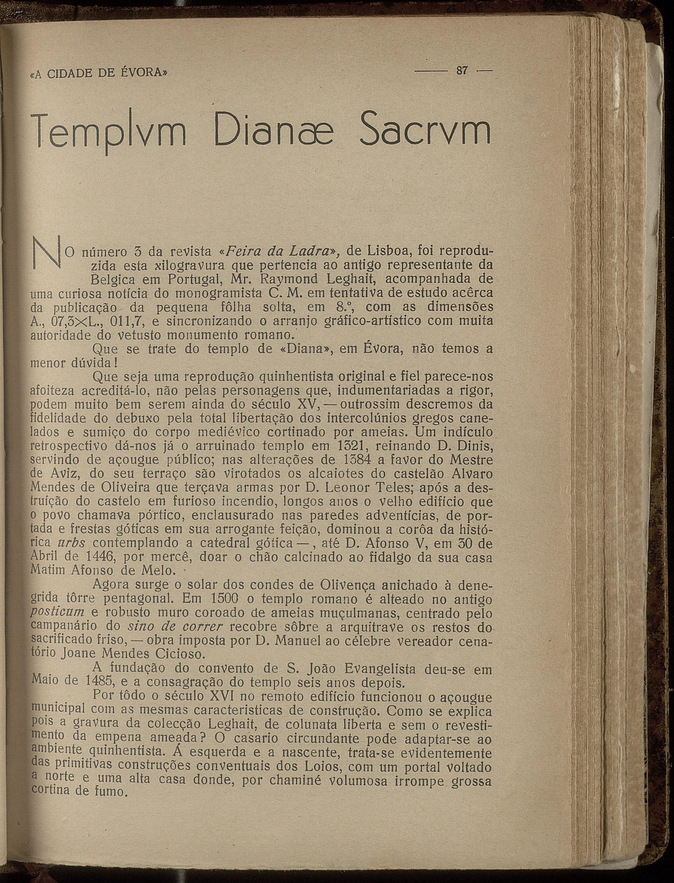 «A CIDADE DE ÉVORA» —— 87 —
Templvm Dianæ Sacrvm
NO número 3 da revista «Feira da Ladra», de Lisboa, foi reprodu-
zida esta xilogravura que pertencia ao antigo representante da
Belgica em Portugal, Mr. Raymond Leghait, acompanhada de
uma curiosa notícia do monogramista C. M. em tentativa de estudo acêrca
da publicação da pequena fôlha solta, em 8.º, com as dimensões
A., 07,3×L., 011,7, e sincronizando o arranjo gráfico-artístico com muita
autoridade do vetusto monumento romano.
Que se trate do templo de «Diana», em Évora, não temos a
menor dúvida!
Que seja uma reprodução quinhentista original e fiel parece-nos
afoiteza acreditá-lo, não pelas personagens que, indumentariadas a rigor,
podem muito bem serem ainda do século XV,—outrossim descremos da
fidelidade do debuxo pela total libertação dos intercolúnios gregos cane-
lados e sumiço do corpo mediévico cortinado por ameias. Um indículo
retrospectivo dá-nos já o arruinado templo em 1321, reinando D. Dinis,
servindo de açougue público; nas alterações de 1384 a favor do Mestre
de Aviz, do seu terraço são virotados os alcaiotes do castelão Alvaro
Mendes de Oliveira que terçava armas por D. Leonor Teles; após a des-
truição do castelo em furioso incendio, longos anos o velho edifício que
o povo chamava pórtico, enclausurado nas paredes adventícias, de por-
tada e frestas góticas em sua arrogante feição, dominou a corôa da histó-
rica urbs contemplando a catedral gótica—, até D. Afonso V, em 30 de
Abril de 1446, por mercê, doar o chão calcinado ao fidalgo da sua casa
Matim Afonso de Melo.
Agora surge o solar dos condes de Olivença anichado à dene-
grida tôrre pentagonal. Em 1500 o templo romano é alteado no antigo
posticum e robusto muro coroado de ameias muçulmanas, centrado pelo
campanário do sino de correr recobre sôbre a arquitrave os restos do
sacrificado friso,—obra imposta por D. Manuel ao célebre vereador cena-
tório Joane Mendes Cicioso.
A fundação do convento de S. João Evangelista deu-se em
Maio de 1485, e a consagração do templo seis anos depois.
Por tôdo o século XVI no remoto edifício funcionou o açougue
municipal com as mesmas caracteristicas de construção. Como se explica
pois a gravura da colecção Leghait, de colunata liberta e sem o revesti-
mento da empena ameada? O casario circundante pode adaptar-se ao
ambiente quinhentista. Á esquerda e a nascente, trata-se evidentemente
das primitivas construções conventuais dos Loios, com um portal voltado
a norte e uma alta casa donde, por chaminé volumosa irrompe grossa
cortina de fumo.